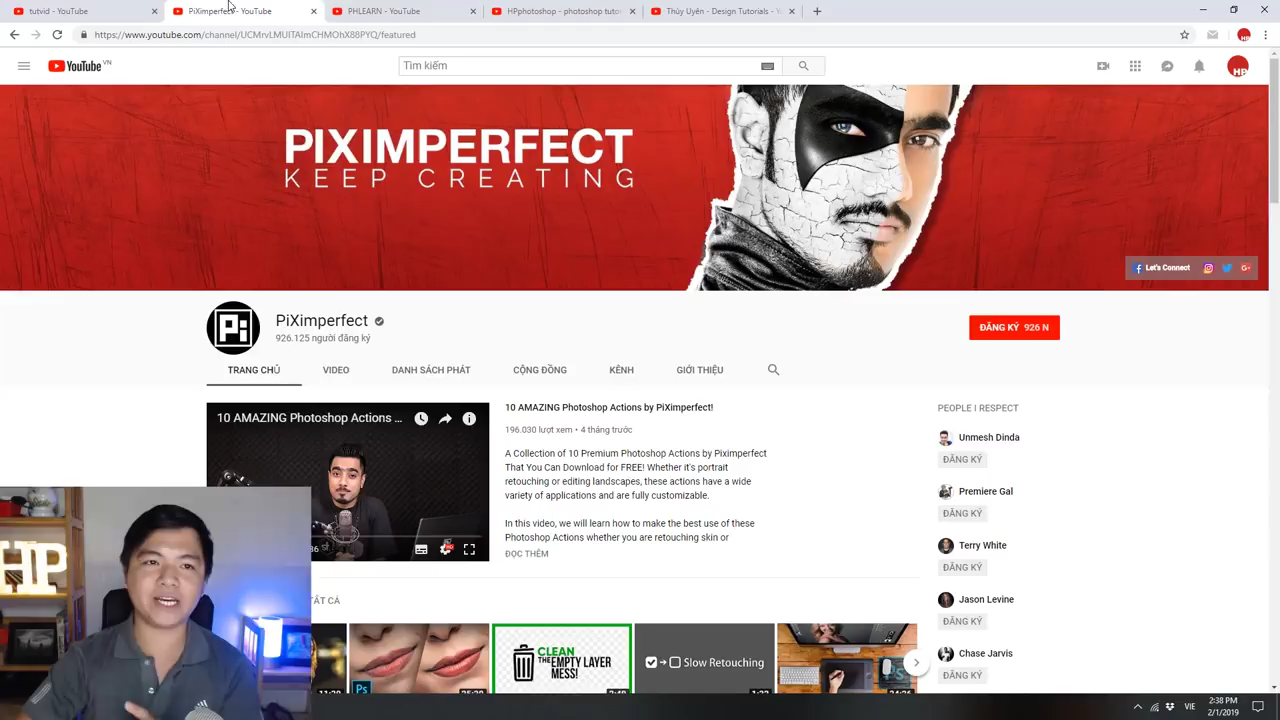 tutvid - YouTube
PiXimperfect - YouTube
PHLEARN - YouTube
HPphotoshop - photoshop tuto
Thùy Uyên - Design Tutorials - Y
https://www.youtube.com/channel/UCMrvLMUITAImCHMOhX88PYQ/featured
YouTube VN
Tìm kiếm
HP
PIXIMPERFECT
KEEP CREATING
Let's Connect
Pi
PiXimperfect
926.125 người đăng ký
ĐĂNG KÝ 926 N
TRANG CHỦ
VIDEO
DANH SÁCH PHÁT
CỘNG ĐỒNG
KÊNH
GIỚI THIỆU
10 AMAZING Photoshop Actions ...
10 AMAZING Photoshop Actions by PiXimperfect!
196.030 lượt xem • 4 tháng trước
A Collection of 10 Premium Photoshop Actions by Piximperfect
That You Can Download for FREE! Whether it's portrait
retouching or editing landscapes, these actions have a wide
variety of applications and are fully customizable.
In this video, we will learn how to make the best use of these
Photoshop Actions whether you are retouching skin or
ĐỌC THÊM
PEOPLE I RESPECT
Unmesh Dinda
ĐĂNG KÝ
Premiere Gal
ĐĂNG KÝ
Terry White
ĐĂNG KÝ
Jason Levine
ĐĂNG KÝ
Chase Jarvis
ĐĂNG KÝ
HP
TẤT CẢ
Ps
CLEAN
THE EMPTY LAYER
MESS!
Slow Retouching
VIE
2:38 PM
2/1/2019